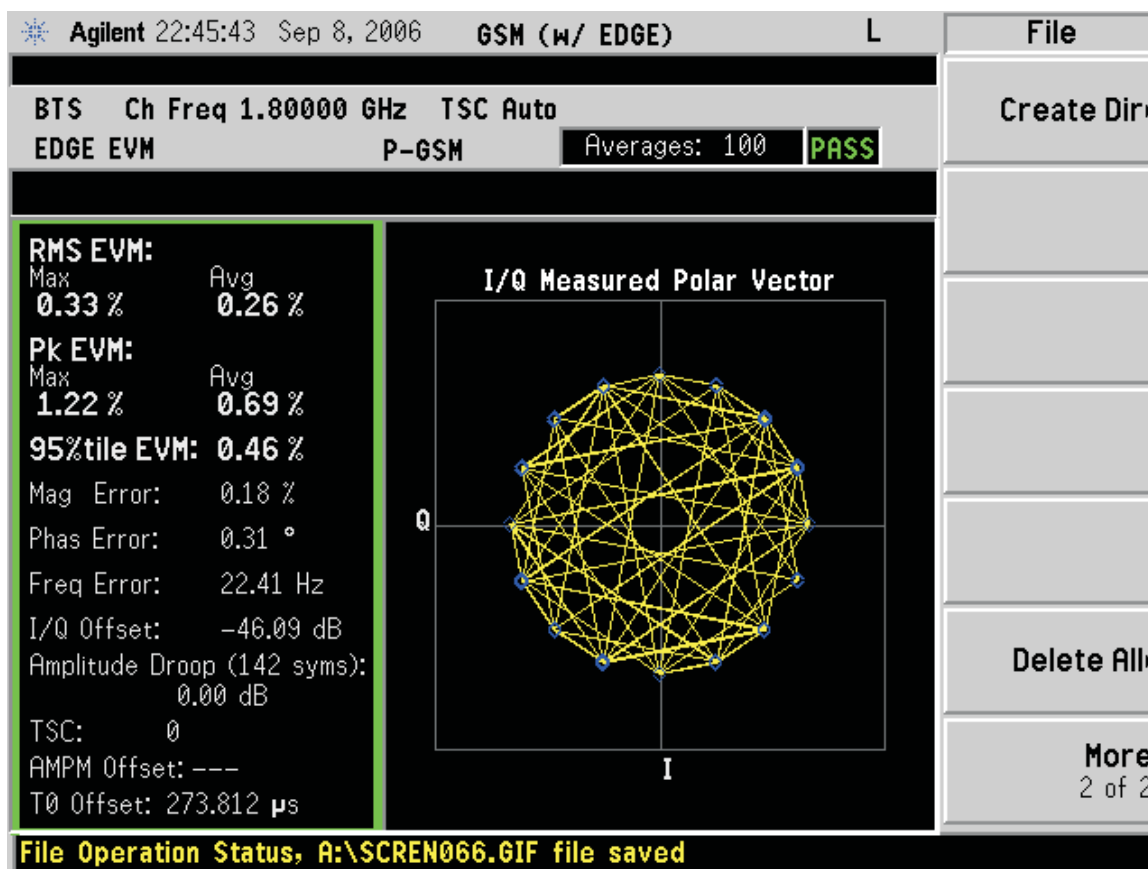 Agilent 22:45:43 Sep 8, 2006 GSM (w/ EDGE) L
File
BTS Ch Freq 1.80000 GHz TSC Auto
EDGE EVM P-GSM Averages: 100 PASS
RMS EVM:
Max Avg
0.33 % 0.26 %
Pk EVM:
Max Avg
1.22 % 0.69 %
95%tile EVM: 0.46 %
Mag Error: 0.18 %
Phas Error: 0.31 °
Freq Error: 22.41 Hz
I/Q Offset: -46.09 dB
Amplitude Droop (142 syms):
0.00 dB
TSC: 0
AMPM Offset: ---
T0 Offset: 273.812 µs
I/Q Measured Polar Vector
Q
I
Create Dir
Delete All
More
2 of 2
File Operation Status, A:\SCREN066.GIF file saved